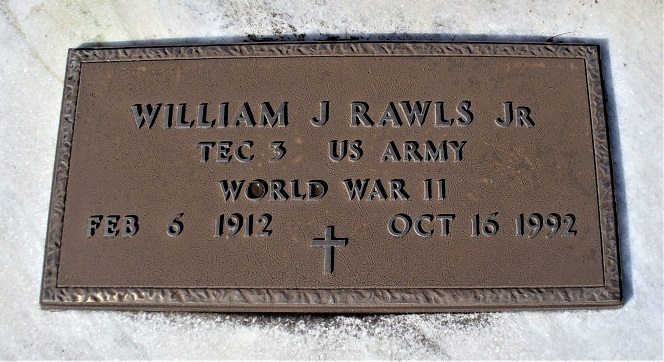 WILLIAM J RAWLS JR
TEC 3 US ARMY
WORLD WAR II
FEB 6 1912 OCT 16 1992